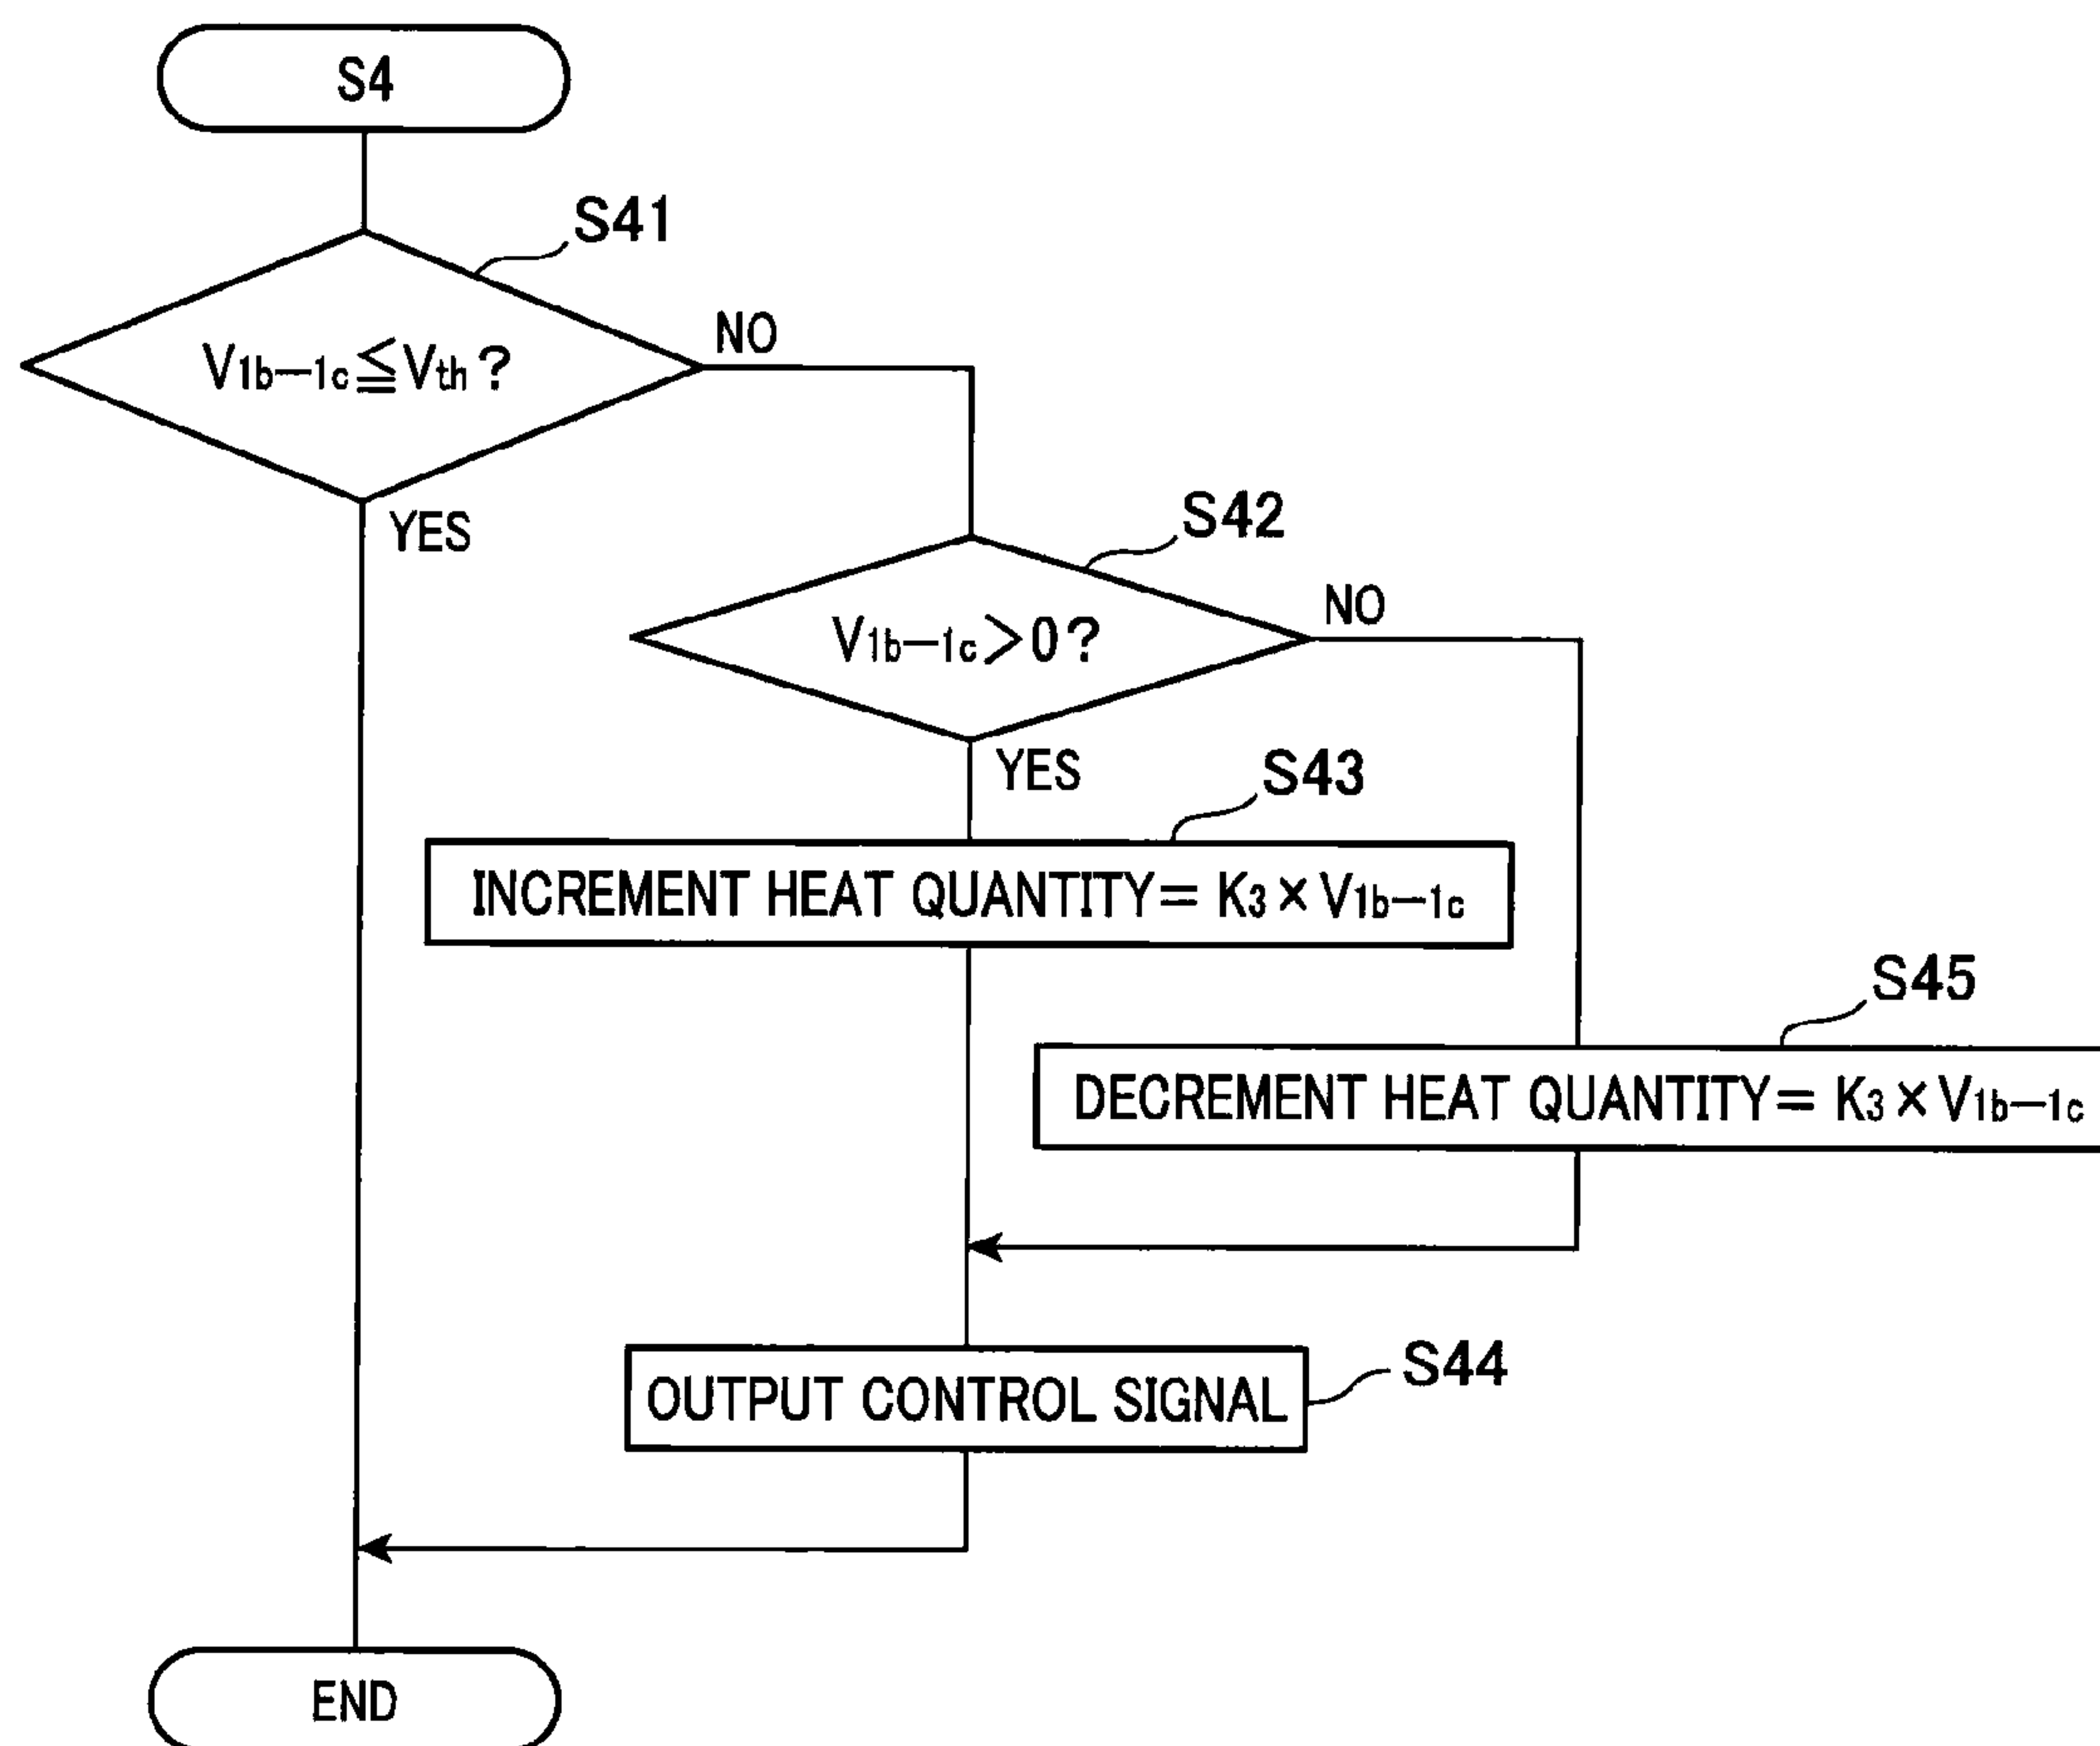 S4
S41
V1b−1c≦Vth?
NO
YES
S42
V1b−1c>0?
NO
YES
S43
INCREMENT HEAT QUANTITY= K3×V1b−1c
S45
DECREMENT HEAT QUANTITY= K3×V1b−1c
S44
OUTPUT CONTROL SIGNAL
END